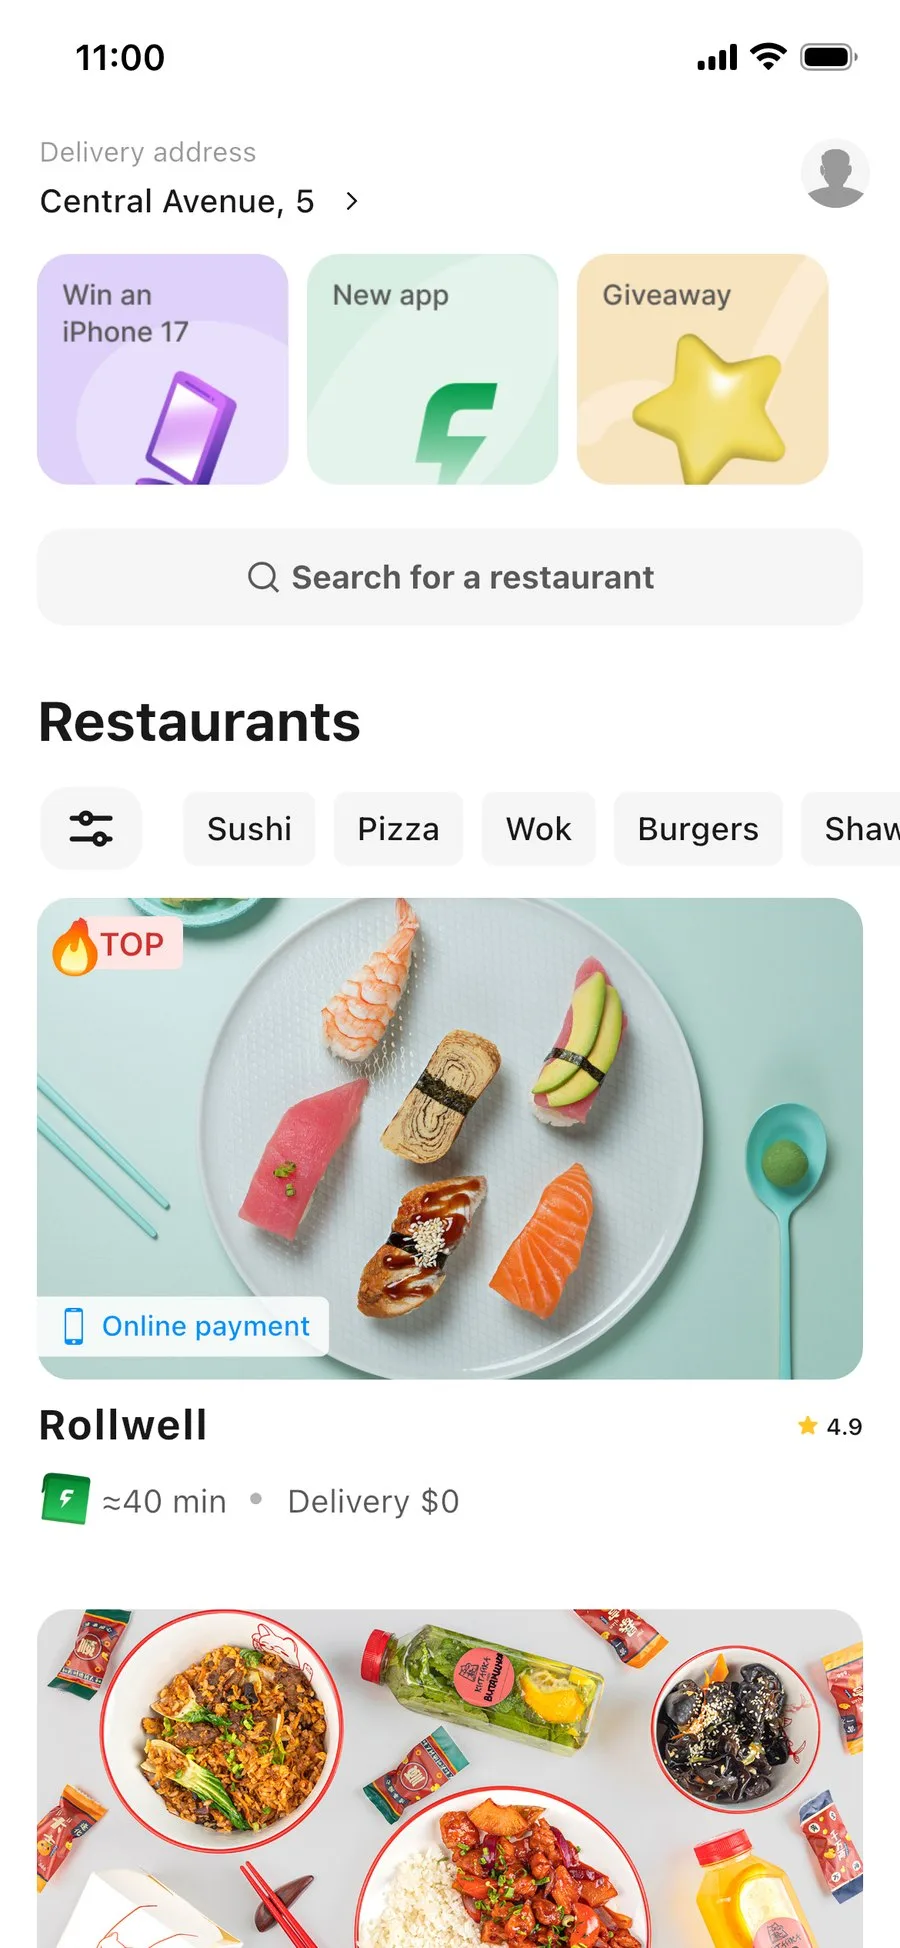 11:00
Delivery address
Central Avenue, 5
Win an
iPhone 17
New app
Giveaway
Search for a restaurant
Restaurants
Sushi
Pizza
Wok
Burgers
Shaw
TOP
Online payment
Rollwell
4.9
≈40 min • Delivery $0